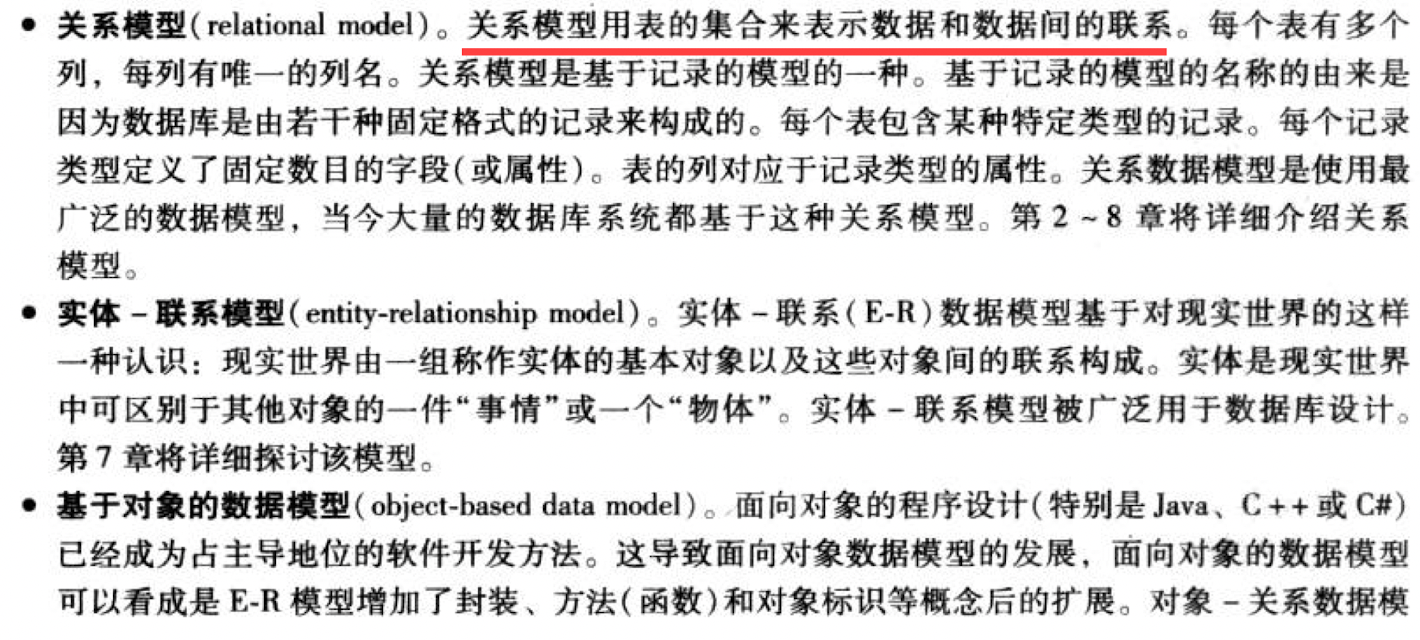 ● 关系模型(relational model)。关系模型用表的集合来表示数据和数据间的联系。每个表有多个
列，每列有唯一的列名。关系模型是基于记录的模型的一种。基于记录的模型的名称的由来是
因为数据库是由若干种固定格式的记录来构成的。每个表包含某种特定类型的记录。每个记录
类型定义了固定数目的字段(或属性)。表的列对应于记录类型的属性。关系数据模型是使用最
广泛的数据模型，当今大量的数据库系统都基于这种关系模型。第 2 ~ 8 章将详细介绍关系
模型。
● 实体 – 联系模型(entity-relationship model)。实体 – 联系(E-R)数据模型基于对现实世界的这样
一种认识：现实世界由一组称作实体的基本对象以及这些对象间的联系构成。实体是现实世界
中可区别于其他对象的一件“事情”或一个“物体”。实体 – 联系模型被广泛用于数据库设计。
第 7 章将详细探讨该模型。
● 基于对象的数据模型(object-based data model)。面向对象的程序设计(特别是 Java、C ++ 或 C#)
已经成为占主导地位的软件开发方法。这导致面向对象数据模型的发展，面向对象的数据模型
可以看成是 E-R 模型增加了封装、方法(函数)和对象标识等概念后的扩展。对象 – 关系数据模